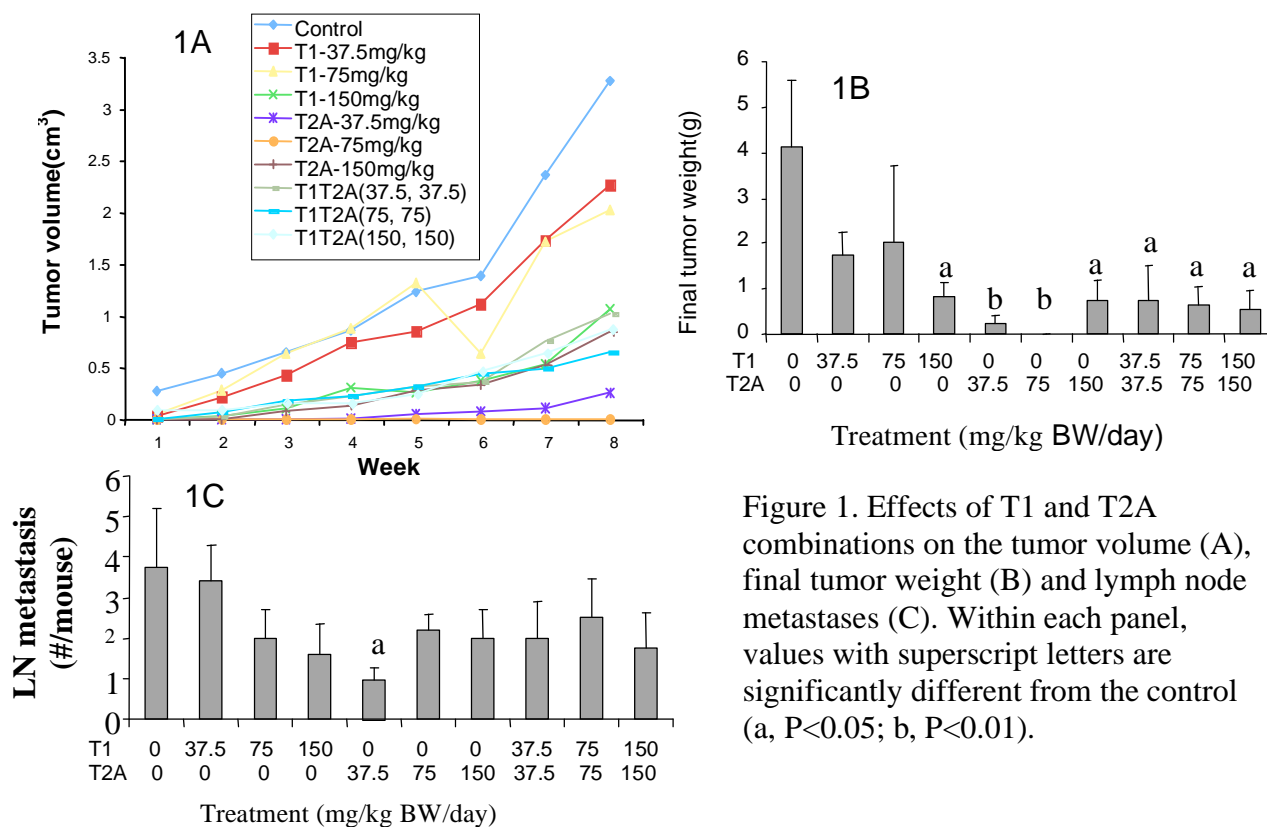 1A
Control
T1-37.5mg/kg
T1-75mg/kg
T1-150mg/kg
T2A-37.5mg/kg
T2A-75mg/kg
T2A-150mg/kg
T1T2A(37.5, 37.5)
T1T2A(75, 75)
T1T2A(150, 150)
Tumor volume(cm³)
3.5
3
2.5
2
1.5
1
0.5
0
1 2 3 4 5 6 7 8
Week
1B
Final tumor weight(g)
6
5
4
3
2
1
0
a b b a a a a
T1 0 37.5 75 150 0 0 0 37.5 75 150
T2A 0 0 0 0 37.5 75 150 37.5 75 150
Treatment (mg/kg BW/day)
1C
LN metastasis
(#/mouse)
6
5
4
3
2
1
0
a
T1 0 37.5 75 150 0 0 0 37.5 75 150
T2A 0 0 0 0 37.5 75 150 37.5 75 150
Treatment (mg/kg BW/day)
Figure 1. Effects of T1 and T2A
combinations on the tumor volume (A),
final tumor weight (B) and lymph node
metastases (C). Within each panel,
values with superscript letters are
significantly different from the control
(a, P<0.05; b, P<0.01).